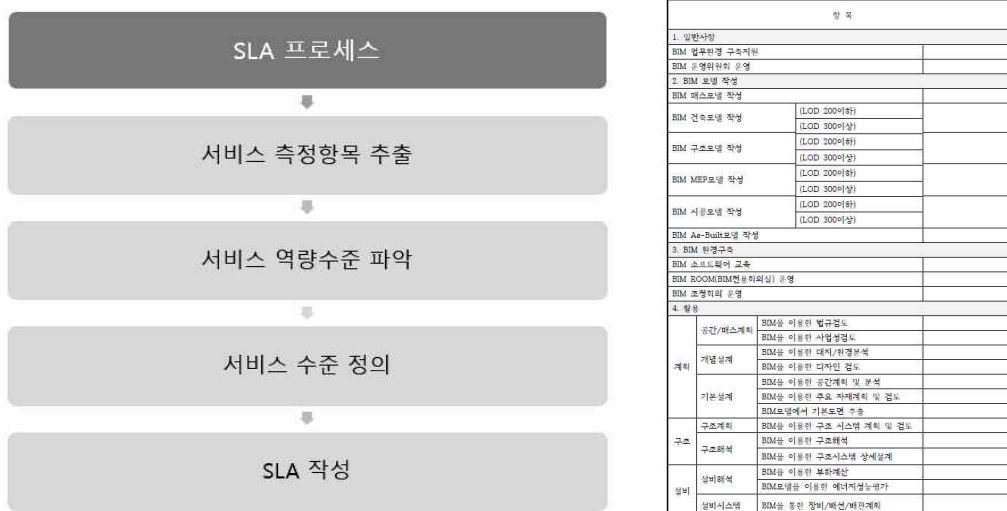 SLA 프로세스
서비스 측정항목 추출
서비스 역량수준 파악
서비스 수준 정의
SLA 작성
항 목
1. 일반사항
BIM 업무환경 구축지원
BIM 운영위원회 운영
2. BIM 모델 작성
BIM 매스모델 작성
BIM 건축모델 작성
(LOD 200이하)
(LOD 300이상)
BIM 구조모델 작성
(LOD 200이하)
(LOD 300이상)
BIM MEP모델 작성
(LOD 200이하)
(LOD 300이상)
BIM 시공모델 작성
(LOD 200이하)
(LOD 300이상)
BIM As-Built모델 작성
3. BIM 환경구축
BIM 소프트웨어 교육
BIM ROOM(BIM전용회의실) 운영
BIM 조정회의 운영
4. 활용
계획
공간/매스계획
BIM을 이용한 법규검토
BIM을 이용한 사업성검토
개념설계
BIM을 이용한 대지/환경분석
BIM을 이용한 디자인 검토
기본설계
BIM을 이용한 공간계획 및 분석
BIM을 이용한 주요 자재계획 및 검토
BIM모델에서 기본도면 추출
구조
구조계획
BIM을 이용한 구조 시스템 계획 및 검토
구조해석
BIM을 이용한 구조해석
BIM을 이용한 구조시스템 상세설계
설비
설비해석
BIM을 이용한 부하계산
BIM모델을 이용한 에너지성능평가
설비시스템
BIM을 통한 장비/배선/배관계획